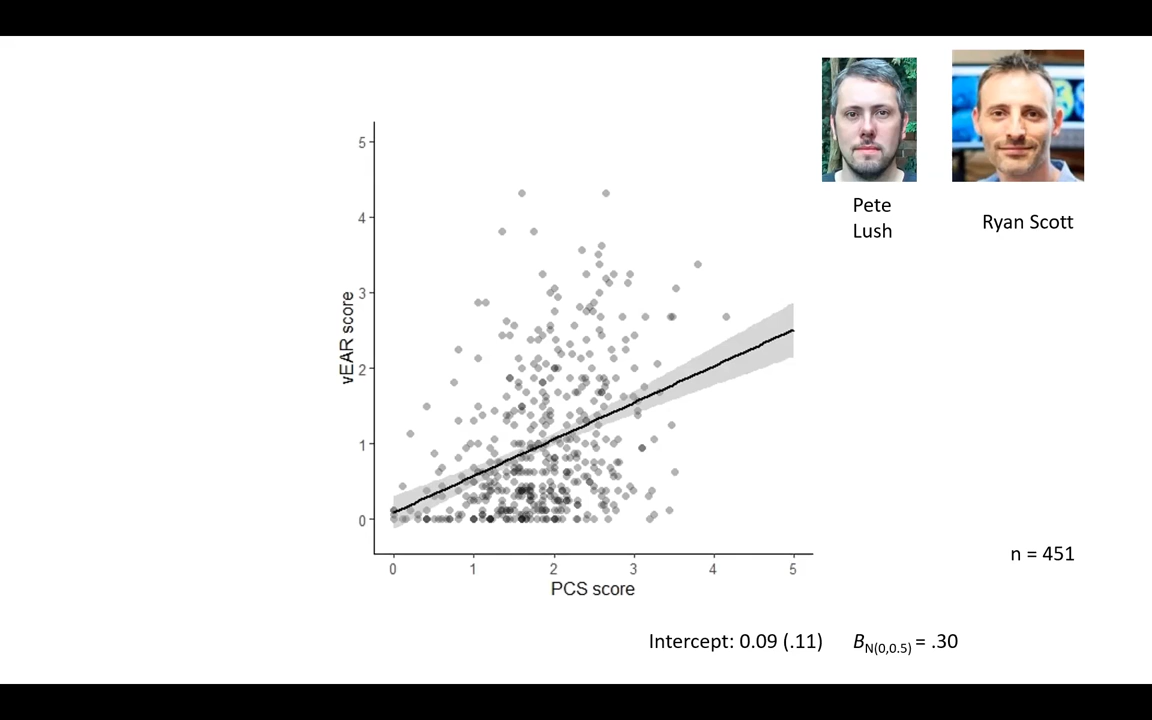 Pete
Lush
Ryan Scott
5
4
3
2
1
0
vEAR score
0 1 2 3 4 5
PCS score
n = 451
Intercept: 0.09 (.11) B_N(0,0.5) = .30